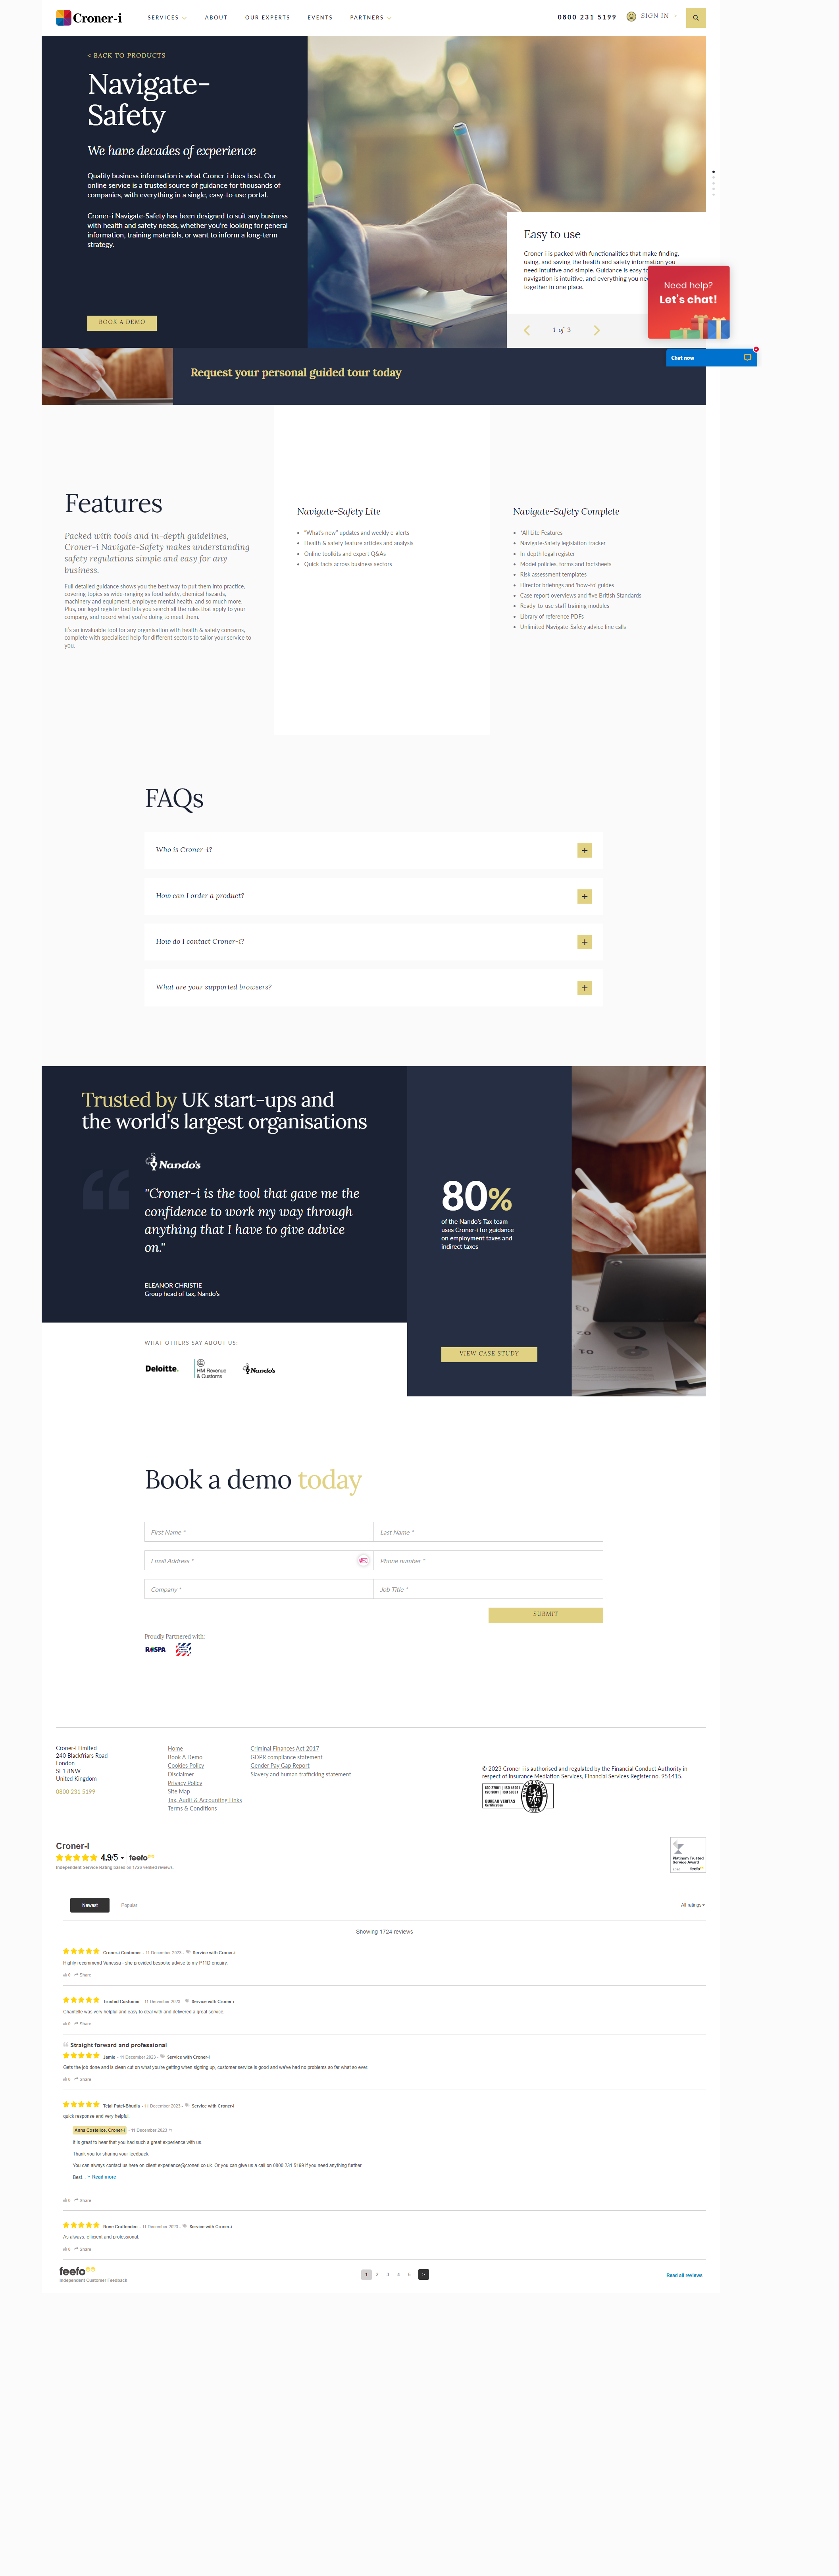 Croner-i
SERVICES
ABOUT
OUR EXPERTS
EVENTS
PARTNERS
0800 231 5199
SIGN IN
< BACK TO PRODUCTS
Navigate-
Safety
We have decades of experience
Quality business information is what Croner-i does best. Our
online service is a trusted source of guidance for thousands of
companies, with everything in a single, easy-to-use portal.
Croner-i Navigate-Safety has been designed to suit any business
with health and safety needs, whether you're looking for general
information, training materials, or want to inform a long-term
strategy.
BOOK A DEMO
Easy to use
Croner-i is packed with functionalities that make finding,
using, and saving the health and safety information you
need intuitive and simple. Guidance is easy to
navigation is intuitive, and everything you nee
together in one place.
1 of 3
Need help?
Let's chat!
Chat now
Request your personal guided tour today
Features
Packed with tools and in-depth guidelines,
Croner-i Navigate-Safety makes understanding
safety regulations simple and easy for any
business.
Full detailed guidance shows you the best way to put them into practice,
covering topics as wide-ranging as food safety, chemical hazards,
machinery and equipment, employee mental health, and so much more.
Plus, our legal register tool lets you search all the rules that apply to your
company, and record what you're doing to meet them.
It's an invaluable tool for any organisation with health & safety concerns,
complete with specialised help for different sectors to tailor your service to
you.
Navigate-Safety Lite
"What's new" updates and weekly e-alerts
Health & safety feature articles and analysis
Online toolkits and expert Q&As
Quick facts across business sectors
Navigate-Safety Complete
*All Lite Features
Navigate-Safety legislation tracker
In-depth legal register
Model policies, forms and factsheets
Risk assessment templates
Director briefings and 'how-to' guides
Case report overviews and five British Standards
Ready-to-use staff training modules
Library of reference PDFs
Unlimited Navigate-Safety advice line calls
FAQs
Who is Croner-i?
How can I order a product?
How do I contact Croner-i?
What are your supported browsers?
Trusted by UK start-ups and
the world's largest organisations
Nando's
"Croner-i is the tool that gave me the
confidence to work my way through
anything that I have to give advice
on."
ELEANOR CHRISTIE
Group head of tax, Nando's
80%
of the Nando's Tax team
uses Croner-i for guidance
on employment taxes and
indirect taxes
VIEW CASE STUDY
WHAT OTHERS SAY ABOUT US:
Deloitte.
HM Revenue
& Customs
Nando's
Book a demo today
First Name *
Last Name *
Email Address *
Phone number *
Company *
Job Title *
SUBMIT
Proudly Partnered with:
RoSPA
Croner-i Limited
240 Blackfriars Road
London
SE1 8NW
United Kingdom
0800 231 5199
Home
Book A Demo
Cookies Policy
Disclaimer
Privacy Policy
Site Map
Tax, Audit & Accounting Links
Terms & Conditions
Criminal Finances Act 2017
GDPR compliance statement
Gender Pay Gap Report
Slavery and human trafficking statement
© 2023 Croner-i is authorised and regulated by the Financial Conduct Authority in
respect of Insurance Mediation Services, Financial Services Register no. 951415.
BUREAU VERITAS
Certification
Croner-i
4.9/5
feefo
Independent Service Rating based on 1726 verified reviews
Platinum Trusted
Service Award
2023
feefo
Newest
Popular
All ratings
Showing 1724 reviews
Croner-i Customer - 11 December 2023 - Service with Croner-i
Highly recommend Vanessa - she provided bespoke advice to my P11D enquiry.
0 Share
Trusted Customer - 11 December 2023 - Service with Croner-i
Chantelle was very helpful and easy to deal with and delivered a great service.
0 Share
Straight forward and professional
Jamie - 11 December 2023 - Service with Croner-i
Gets the job done and is clean cut on what you're getting when signing up, customer service is good and we've had no problems so far what so ever.
0 Share
Tejal Patel-Bhudia - 11 December 2023 - Service with Croner-i
quick response and very helpful.
Anna Costelloe, Croner-i - 11 December 2023
It is great to hear that you had such a great experience with us.
Thank you for sharing your feedback.
You can always contact us here on client.experience@croneri.co.uk. Or you can give us a call on 0800 231 5199 if you need anything further.
Best... Read more
0 Share
Rose Cruttenden - 11 December 2023 - Service with Croner-i
As always, efficient and professional.
0 Share
feefo
Independent Customer Feedback
1 2 3 4 5 >
Read all reviews